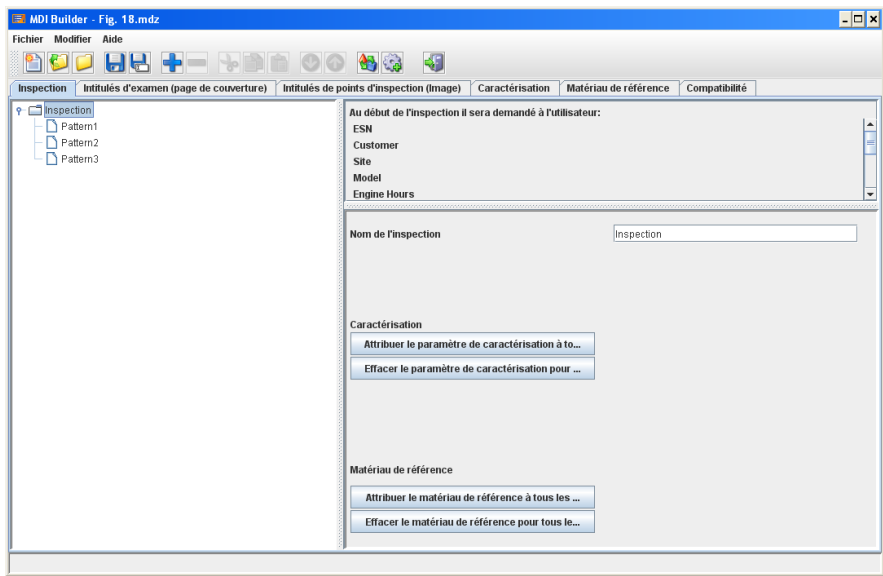 MDI Builder - Fig. 18.mdz
Fichier Modifier Aide
Inspection Intitulés d'examen (page de couverture) Intitulés de points d'inspection (Image) Caractérisation Matériau de référence Compatibilité
Inspection
Pattern1
Pattern2
Pattern3
Au début de l'inspection il sera demandé à l'utilisateur:
ESN
Customer
Site
Model
Engine Hours
Nom de l'inspection Inspection
Caractérisation
Attribuer le paramètre de caractérisation à to...
Effacer le paramètre de caractérisation pour ...
Matériau de référence
Attribuer le matériau de référence à tous les ...
Effacer le matériau de référence pour tous le...